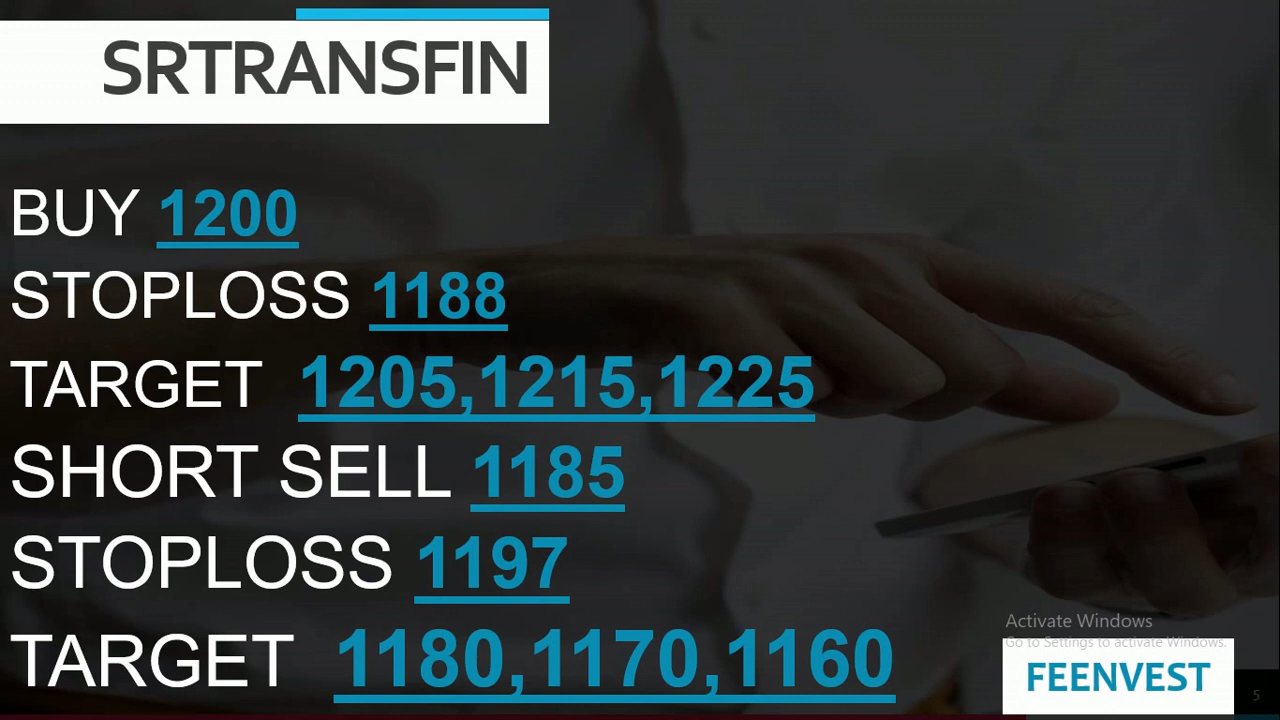 SRTRANSFIN
BUY 1200
STOPLOSS 1188
TARGET 1205,1215,1225
SHORT SELL 1185
STOPLOSS 1197
TARGET 1180,1170,1160
Activate Windows
Go to Settings to activate Windows.
FEENVEST
5